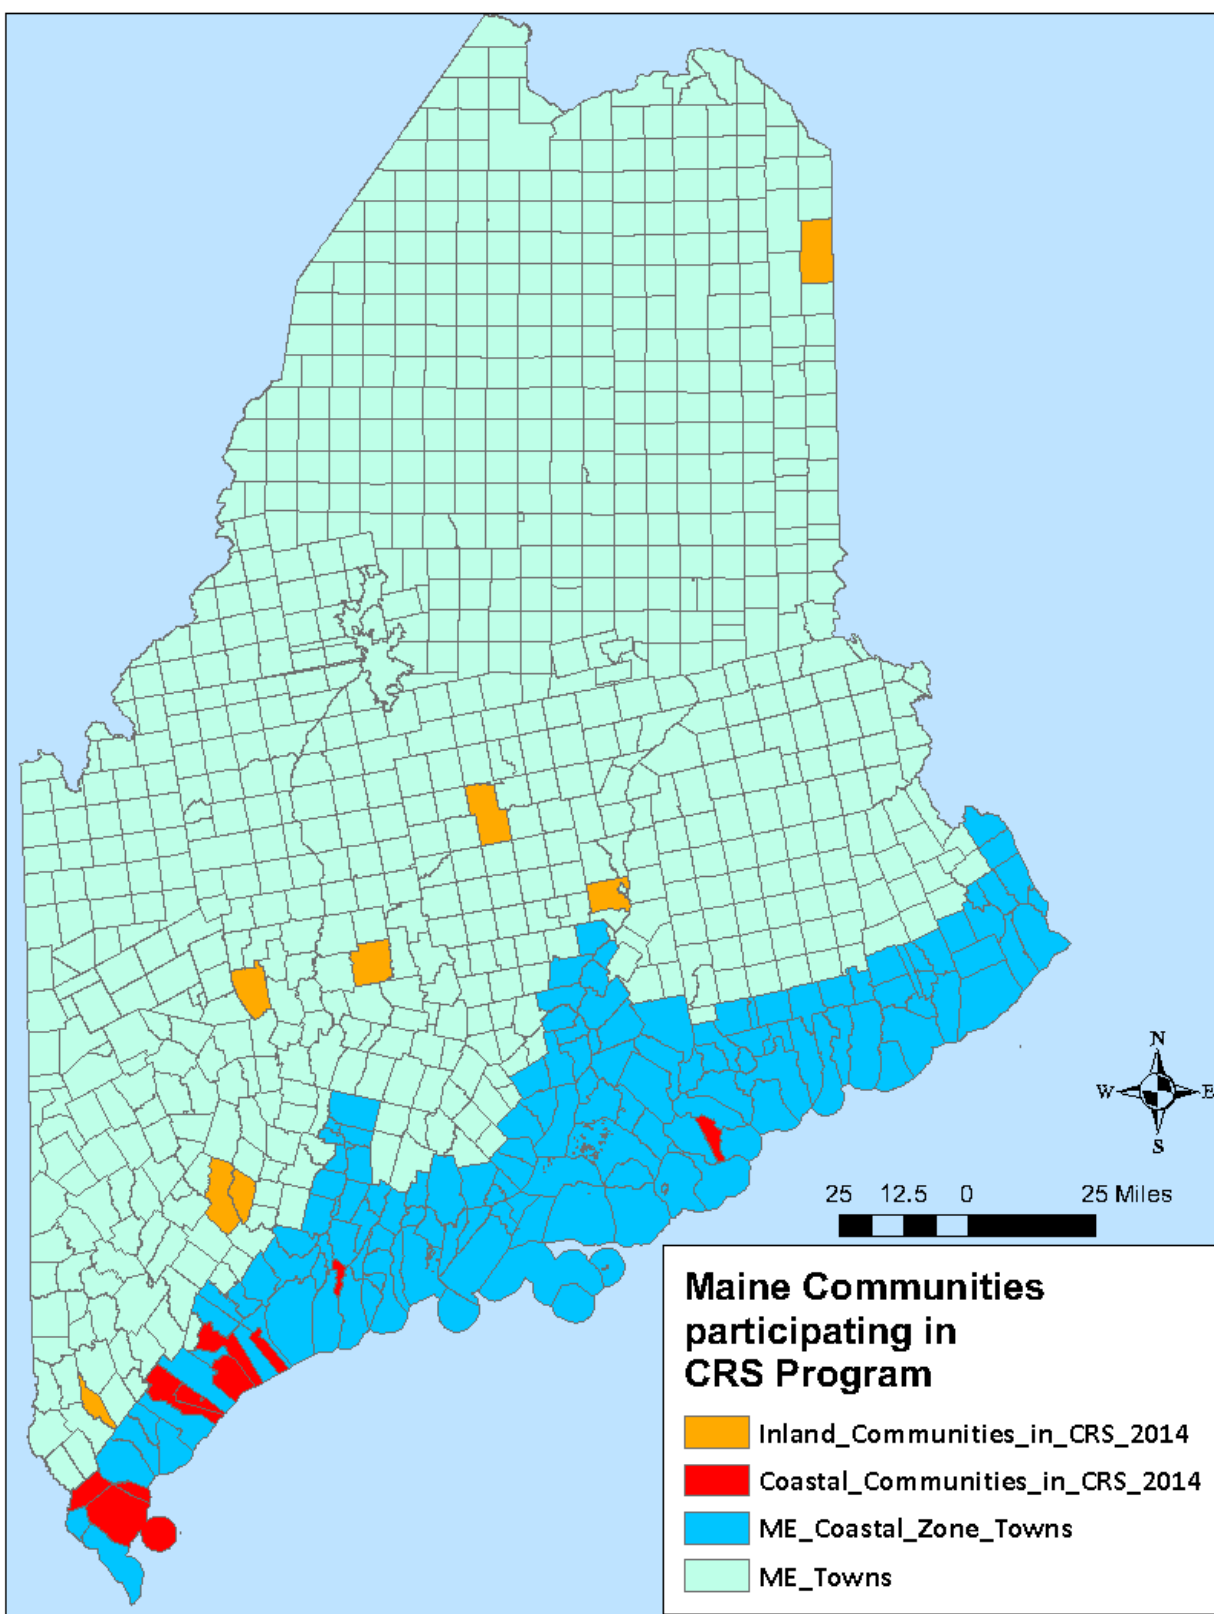 N
W E
S
25 12.5 0 25 Miles
Maine Communities
participating in
CRS Program
Inland_Communities_in_CRS_2014
Coastal_Communities_in_CRS_2014
ME_Coastal_Zone_Towns
ME_Towns